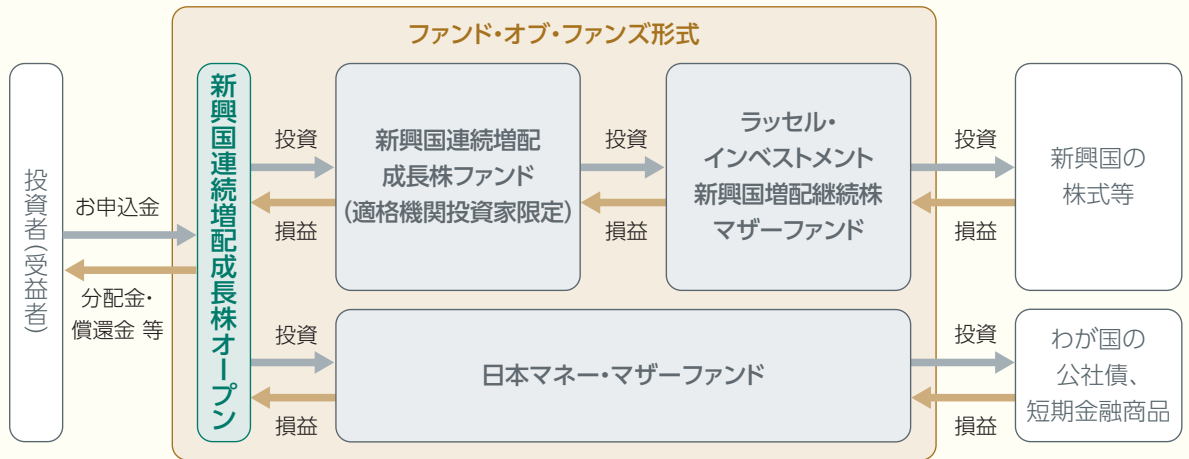 ファンド・オブ・ファンズ形式
投資者(受益者)
お申込金
分配金・
償還金 等
新興国連続増配成長株オープン
投資
損益
新興国連続増配
成長株ファンド
(適格機関投資家限定)
投資
損益
ラッセル・
インベストメント
新興国増配継続株
マザーファンド
投資
損益
新興国の
株式等
投資
損益
日本マネー・マザーファンド
投資
損益
わが国の
公社債、
短期金融商品